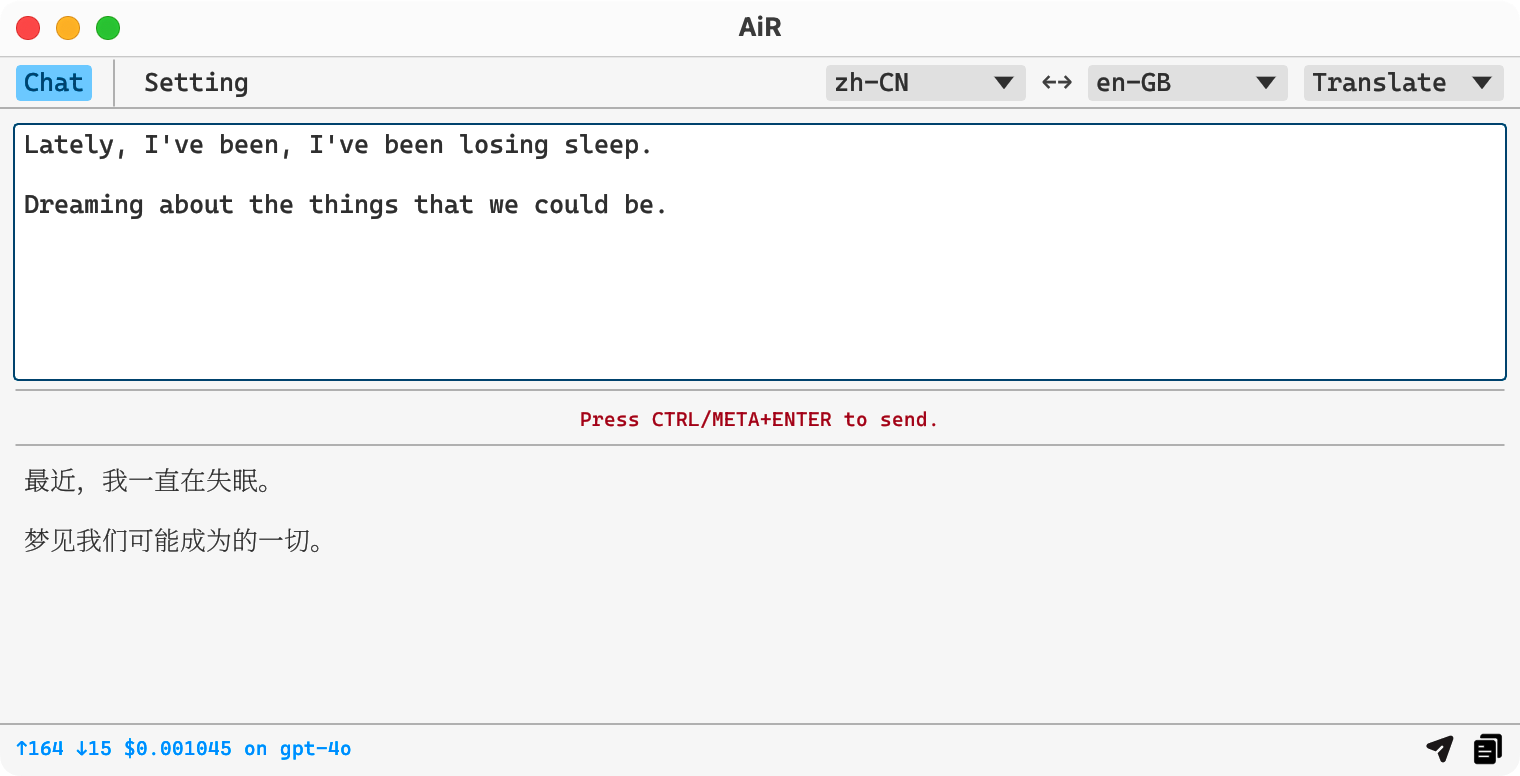 AiR
Chat Setting zh-CN ↔ en-GB Translate
Lately, I've been, I've been losing sleep.
Dreaming about the things that we could be.
Press CTRL/META+ENTER to send.
最近，我一直在失眠。
梦见我们可能成为的一切。
↑164 ↓15 $0.001045 on gpt-4o